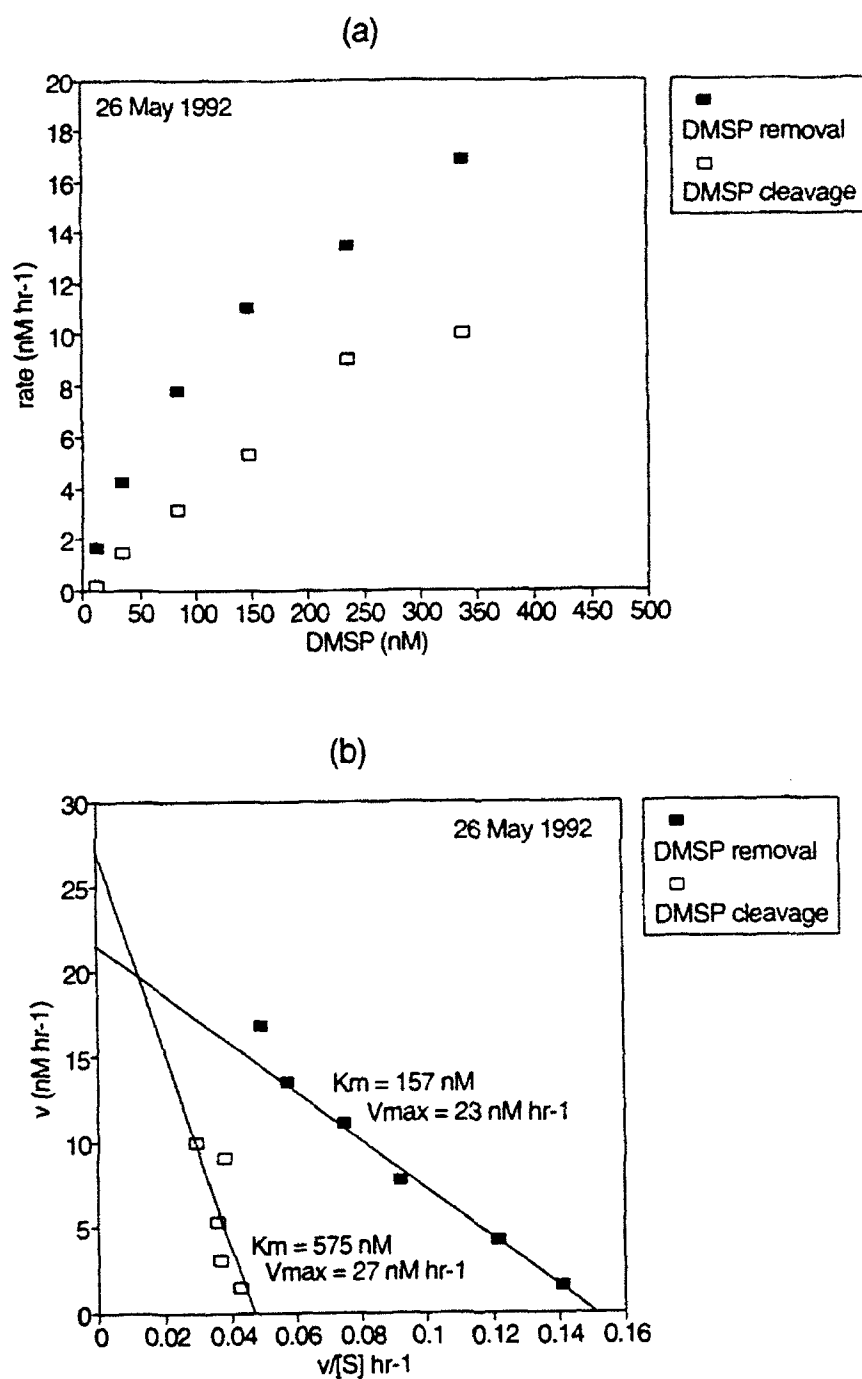 (a)
26 May 1992
DMSP removal
DMSP cleavage
rate (nM hr-1)
20
18
16
14
12
10
8
6
4
2
0
0 50 100 150 200 250 300 350 400 450 500
DMSP (nM)
(b)
26 May 1992
DMSP removal
DMSP cleavage
v (nM hr-1)
30
25
20
15
10
5
0
Km = 157 nM
Vmax = 23 nM hr-1
Km = 575 nM
Vmax = 27 nM hr-1
0 0.02 0.04 0.06 0.08 0.1 0.12 0.14 0.16
v/[S] hr-1